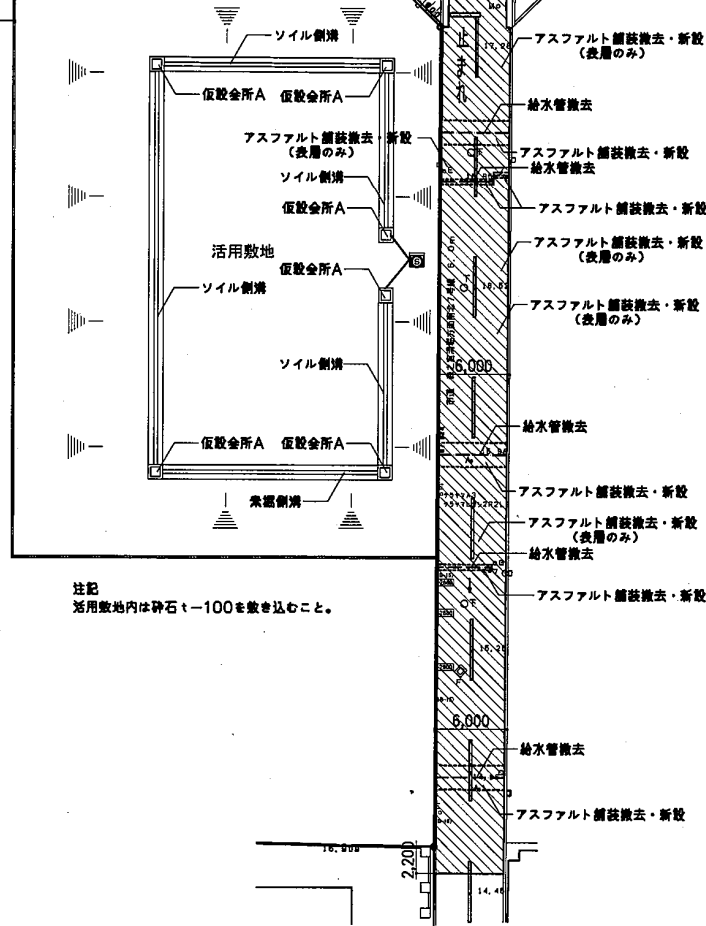 ソイル側溝
仮設会所A
仮設会所A
アスファルト舗装撤去・新設
(表層のみ)
ソイル側溝
仮設会所A
活用敷地
仮設会所A
ソイル側溝
ソイル側溝
仮設会所A
仮設会所A
素掘側溝
注記
活用敷地内は砕石t-100を敷き込むこと。
アスファルト舗装撤去・新設
(表層のみ)
給水管撤去
アスファルト舗装撤去・新設
給水管撤去
アスファルト舗装撤去・新設
アスファルト舗装撤去・新設
(表層のみ)
アスファルト舗装撤去・新設
(表層のみ)
6,000
給水管撤去
アスファルト舗装撤去・新設
アスファルト舗装撤去・新設
(表層のみ)
給水管撤去
アスファルト舗装撤去・新設
6,000
給水管撤去
アスファルト舗装撤去・新設
16,909
2,200